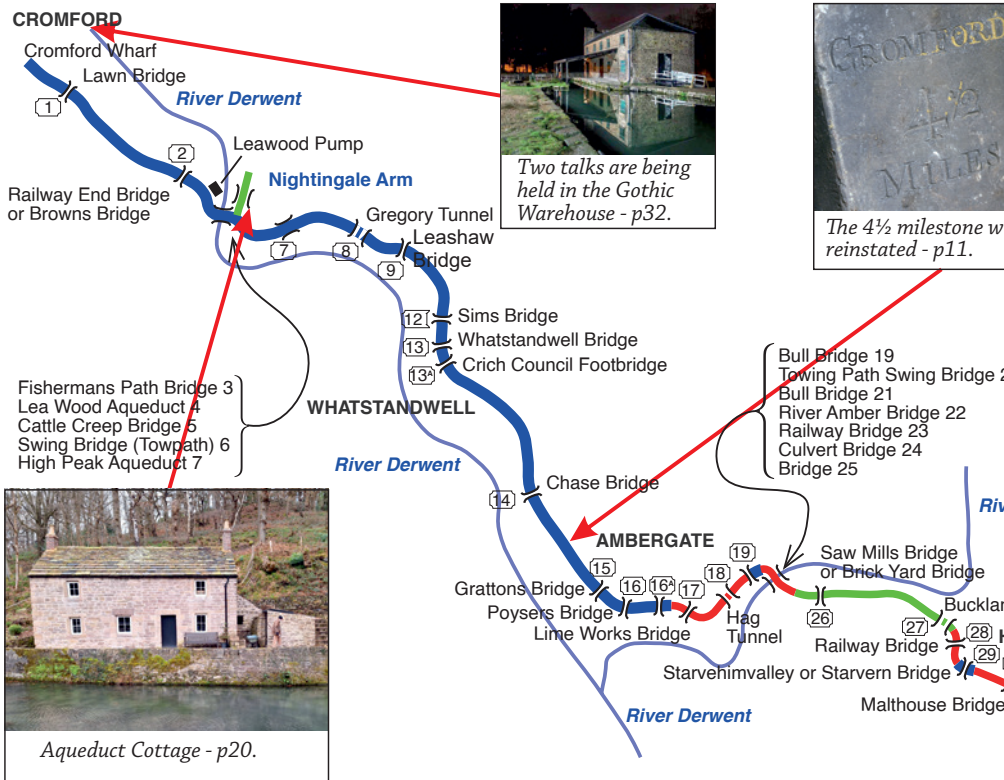 CROMFORD
Cromford Wharf
Lawn Bridge
1
River Derwent
2
Leawood Pump
Railway End Bridge
or Browns Bridge
Nightingale Arm
7
8
Gregory Tunnel
9
Leashaw
Bridge
12
Sims Bridge
13
Whatstandwell Bridge
13A
Crich Council Footbridge
WHATSTANDWELL
Fishermans Path Bridge 3
Lea Wood Aqueduct 4
Cattle Creep Bridge 5
Swing Bridge (Towpath) 6
High Peak Aqueduct 7
River Derwent
14
Chase Bridge
AMBERGATE
Bull Bridge 19
Towing Path Swing Bridge
Bull Bridge 21
River Amber Bridge 22
Railway Bridge 23
Culvert Bridge 24
Bridge 25
15
Grattons Bridge
16
Poysers Bridge
16A
17
Lime Works Bridge
18
Hag
Tunnel
19
Saw Mills Bridge
or Brick Yard Bridge
26
27
Railway Bridge
28
29
Starvehimvalley or Starvern Bridge
Malthouse Bridge
River Derwent
Two talks are being
held in the Gothic
Warehouse - p32.
CROMFORD
4½
MILES
The 4½ milestone
reinstated - p11.
Aqueduct Cottage - p20.